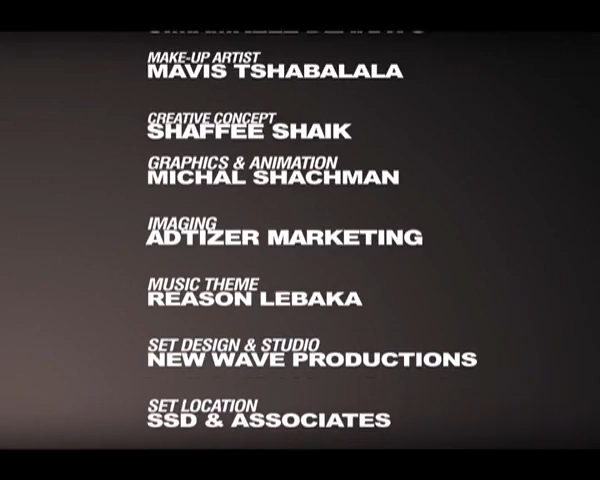 MAKE-UP ARTIST
MAVIS TSHABALALA
CREATIVE CONCEPT
SHAFFEE SHAIK
GRAPHICS & ANIMATION
MICHAL SHACHMAN
IMAGING
ADTIZER MARKETING
MUSIC THEME
REASON LEBAKA
SET DESIGN & STUDIO
NEW WAVE PRODUCTIONS
SET LOCATION
SSD & ASSOCIATES